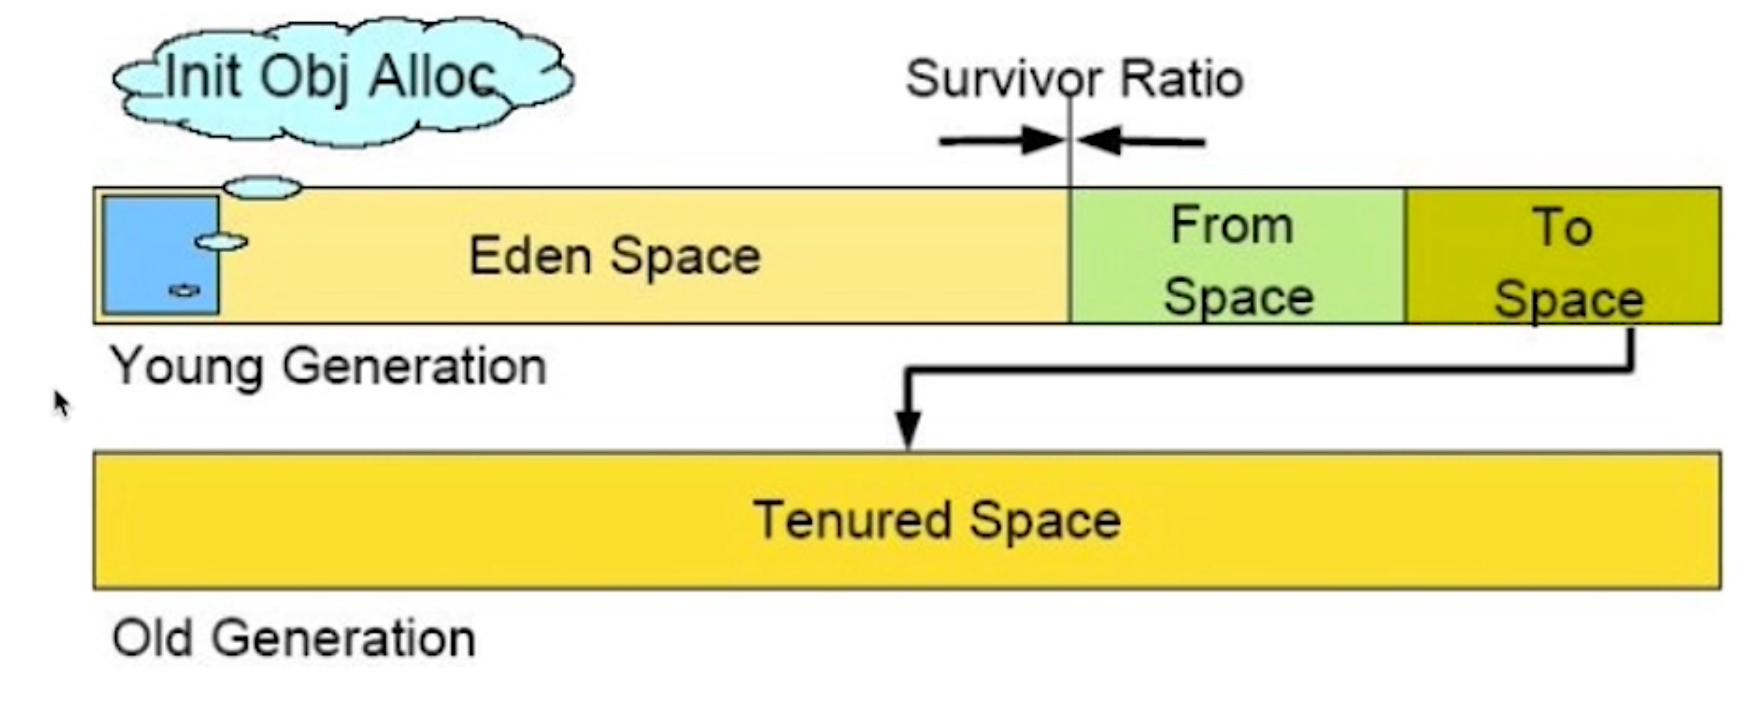 Init Obj Alloc
Survivor Ratio
Eden Space
From
Space
To
Space
Young Generation
Tenured Space
Old Generation